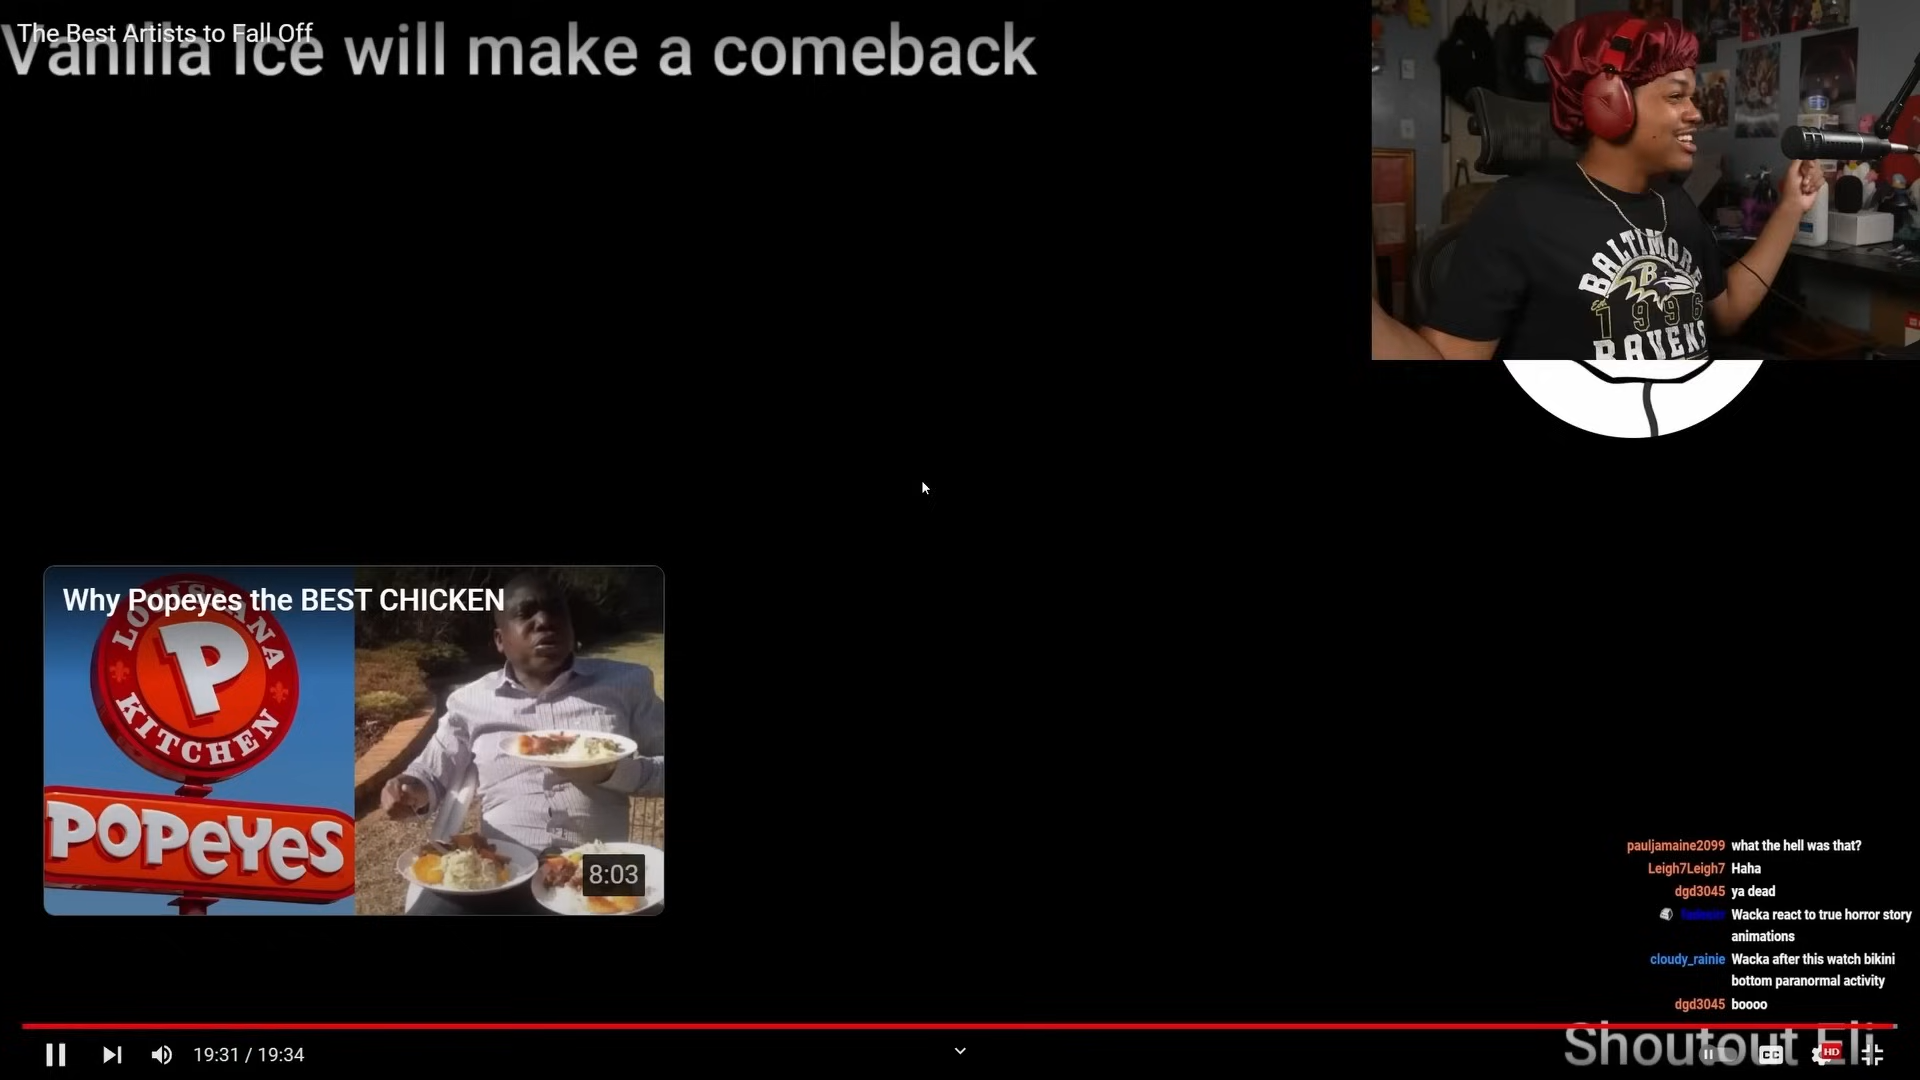 The Best Artists to Fall Off
Vanilla Ice will make a comeback
BALTIMORE
B
Est.
1996
RAVENS
Why Popeyes the BEST CHICKEN
LOUISIANA
P
KITCHEN
POPEYES
8:03
pauljamaine2099 what the hell was that?
Leigh7Leigh7 Haha
dgd3045 ya dead
Wacka react to true horror story
animations
cloudy_rainie Wacka after this watch bikini
bottom paranormal activity
dgd3045 boooo
Shoutout Eli
19:31 / 19:34
CC
HD